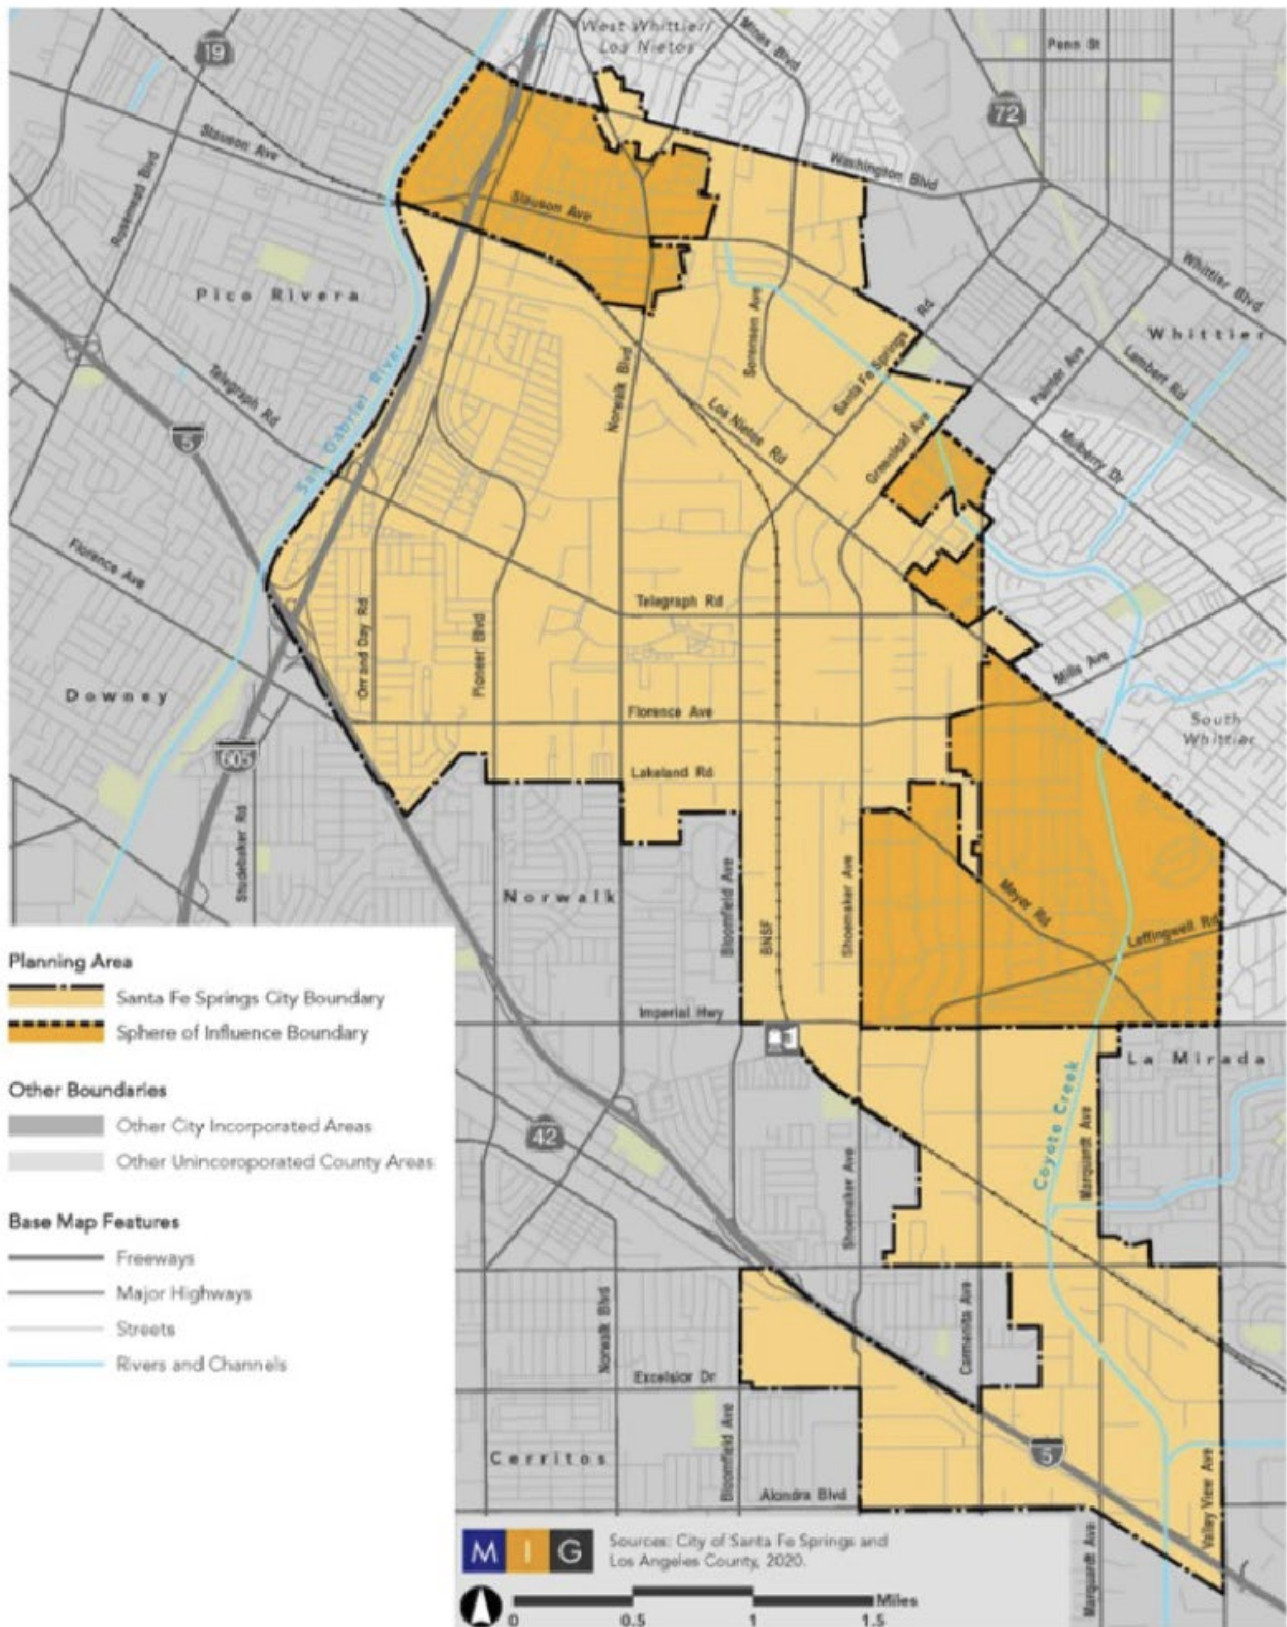 West Whittier/
Los Nietos
Mines Blvd
Penn St
19
72
Slauson Ave
Rosemead Blvd
Washington Blvd
Slauson Ave
Whittier Blvd
Pico Rivera
Whittier
Sorensen Ave
Santa Fe Springs Rd
Painter Ave
Lambert Rd
Norwalk Blvd
Telegraph Rd
San Gabriel River
Los Nietos Rd
Greenleaf Ave
Mulberry Dr
5
Florence Ave
Telegraph Rd
Orr and Day Rd
Pioneer Blvd
Mills Ave
Downey
Florence Ave
South
Whittier
605
Lakeland Rd
Studebaker Rd
Norwalk
Bloomfield Ave
BNSF
Shoemaker Ave
Meyer Rd
Leffingwell Rd
Imperial Hwy
La Mirada
Planning Area
Santa Fe Springs City Boundary
Sphere of Influence Boundary
Other Boundaries
Other City Incorporated Areas
Other Unincoroporated County Areas
Base Map Features
Freeways
Major Highways
Streets
Rivers and Channels
42
Coyote Creek
Marquardt Ave
Shoemaker Ave
Norwalk Blvd
Carmenita Ave
Excelsior Dr
Cerritos
Bloomfield Ave
5
Alondra Blvd
Valley View Ave
Marquardt Ave
M I G
Sources: City of Santa Fe Springs and
Los Angeles County, 2020.
Miles
0 0.5 1 1.5